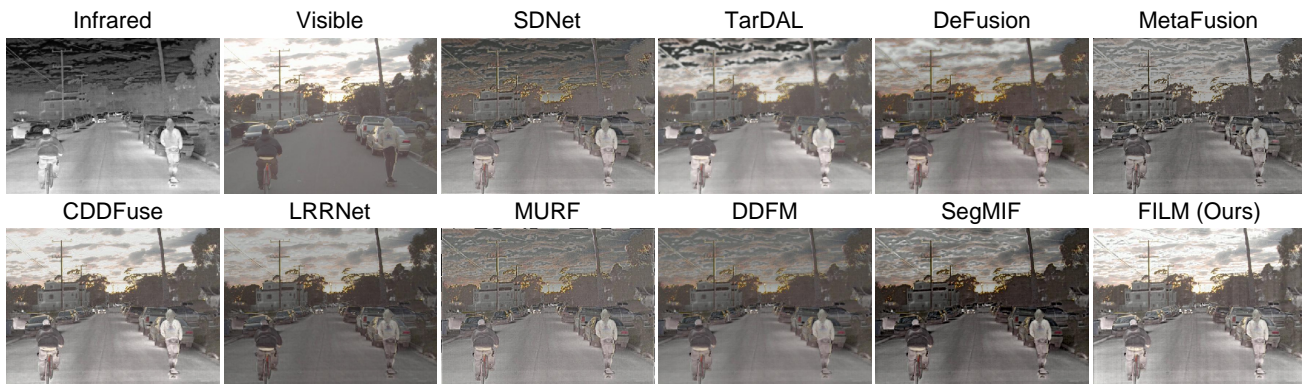 Infrared Visible SDNet TarDAL DeFusion MetaFusion
CDDFuse LRRNet MURF DDFM SegMIF FILM (Ours)